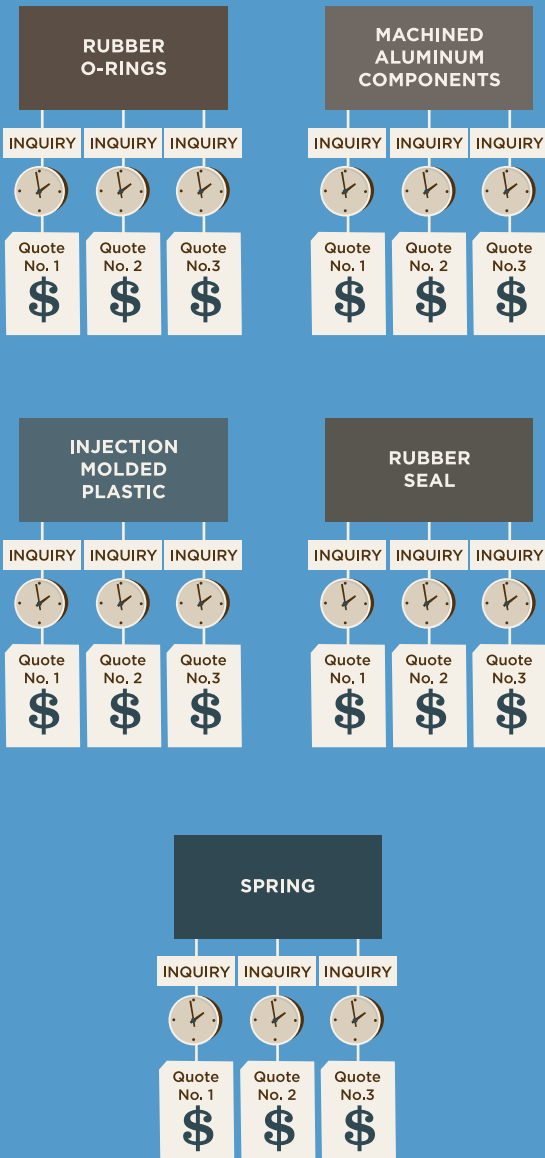 RUBBER
O-RINGS
INQUIRY INQUIRY INQUIRY
Quote Quote Quote
No. 1 No. 2 No.3
$ $ $
MACHINED
ALUMINUM
COMPONENTS
INQUIRY INQUIRY INQUIRY
Quote Quote Quote
No. 1 No. 2 No.3
$ $ $
INJECTION
MOLDED
PLASTIC
INQUIRY INQUIRY INQUIRY
Quote Quote Quote
No. 1 No. 2 No.3
$ $ $
RUBBER
SEAL
INQUIRY INQUIRY INQUIRY
Quote Quote Quote
No. 1 No. 2 No.3
$ $ $
SPRING
INQUIRY INQUIRY INQUIRY
Quote Quote Quote
No. 1 No. 2 No.3
$ $ $